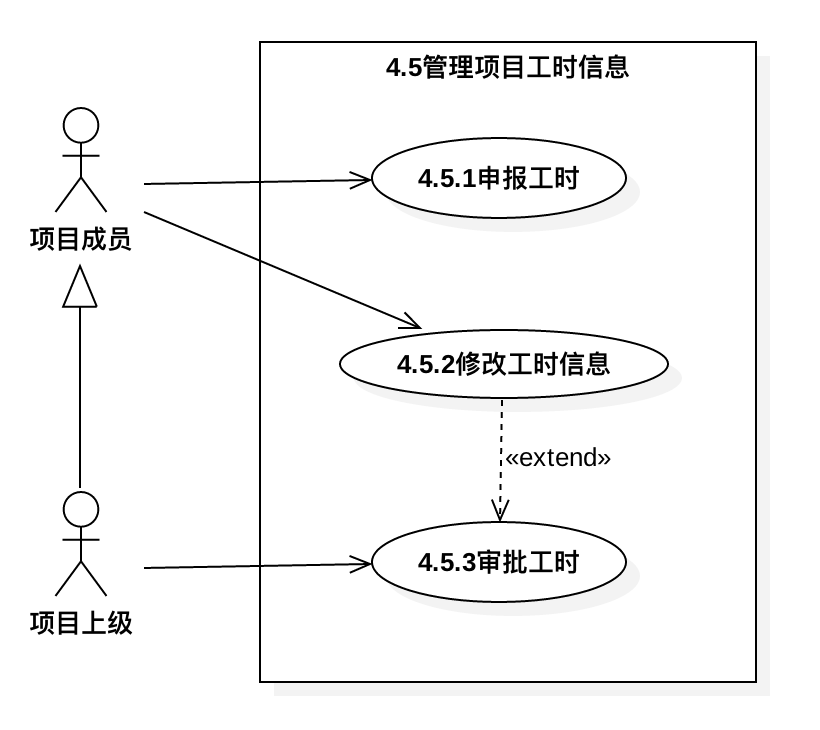 4.5管理项目工时信息
4.5.1申报工时
项目成员
4.5.2修改工时信息
«extend»
4.5.3审批工时
项目上级